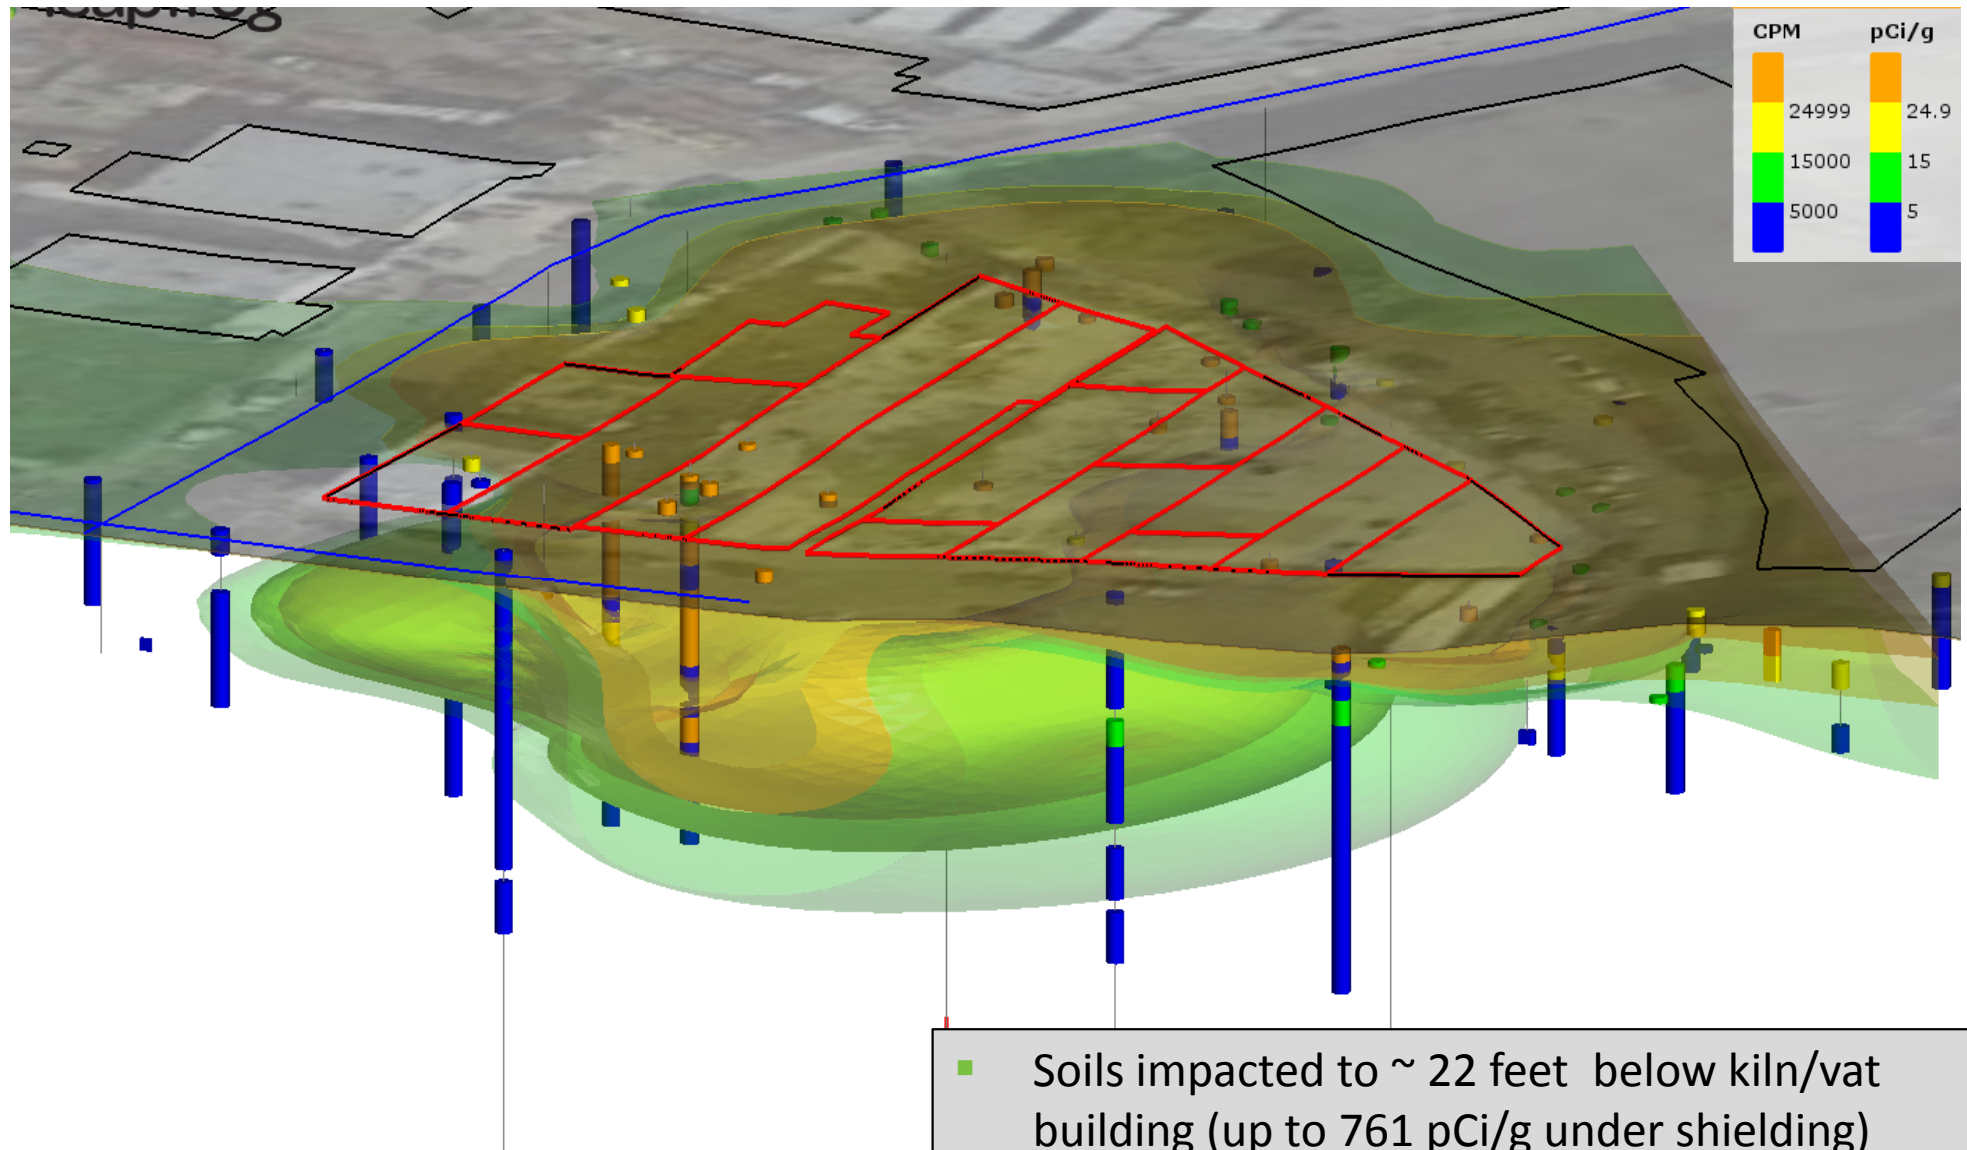 CPM pCi/g
24999 24.9
15000 15
5000 5
▪ Soils impacted to ~ 22 feet below kiln/vat
building (up to 761 pCi/g under shielding)